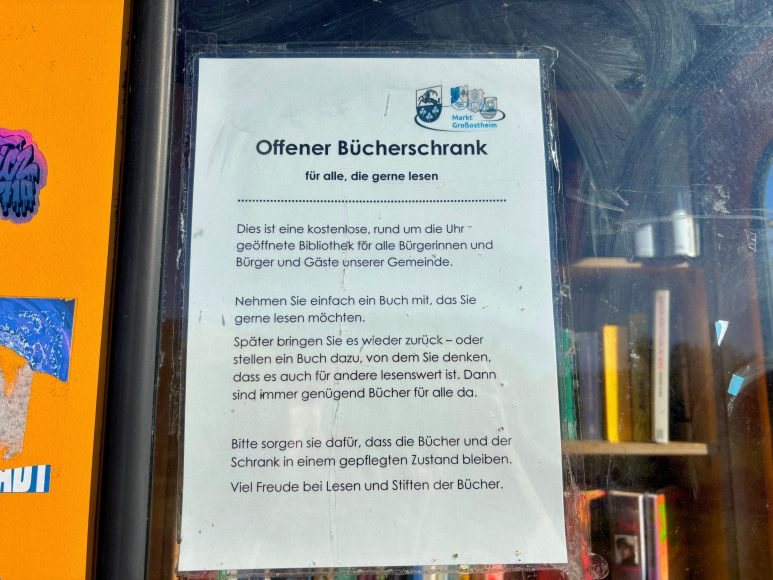 Markt
Großostheim
Offener Bücherschrank
für alle, die gerne lesen
Dies ist eine kostenlose, rund um die Uhr
geöffnete Bibliothek för alle Bürgerinnen und
Bürger und Gäste unserer Gemeinde.
Nehmen Sie einfach ein Buch mit, das Sie
gerne lesen möchten.
Später bringen Sie es wieder zurück – oder
stellen ein Buch dazu, von dem Sie denken,
dass es auch für andere lesenswert ist. Dann
sind immer genügend Bücher für alle da.
Bitte sorgen sie dafür, dass die Bücher und der
Schrank in einem gepflegten Zustand bleiben.
Viel Freude bei Lesen und Stiften der Bücher.